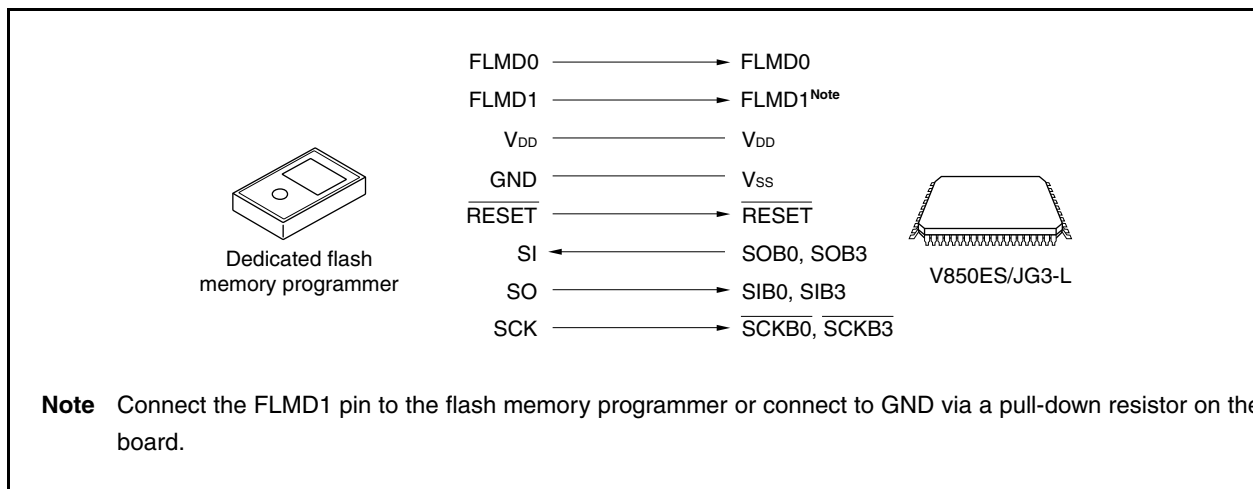 FLMD0 FLMD0
FLMD1 FLMD1Note
VDD VDD
GND VSS
RESET RESET
SI SOB0, SOB3
SO SIB0, SIB3
SCK SCKB0, SCKB3
Dedicated flash
memory programmer
V850ES/JG3-L
Note Connect the FLMD1 pin to the flash memory programmer or connect to GND via a pull-down resistor on the
board.